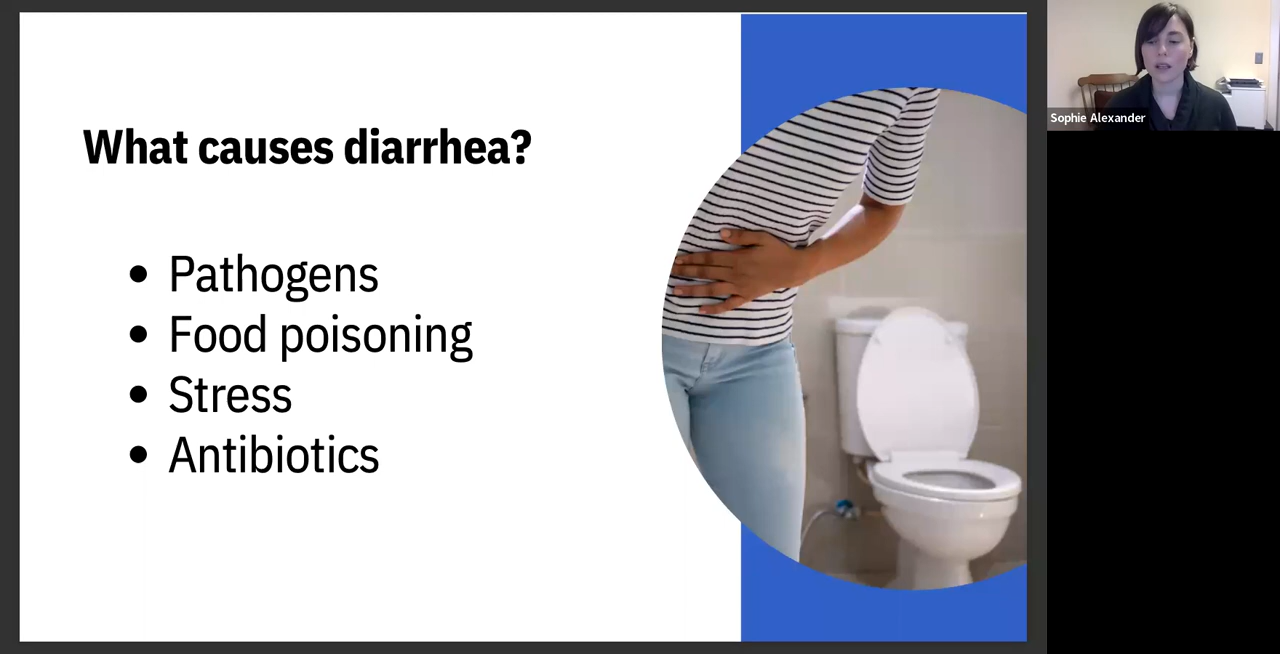 What causes diarrhea?
Pathogens
Food poisoning
Stress
Antibiotics
Sophie Alexander